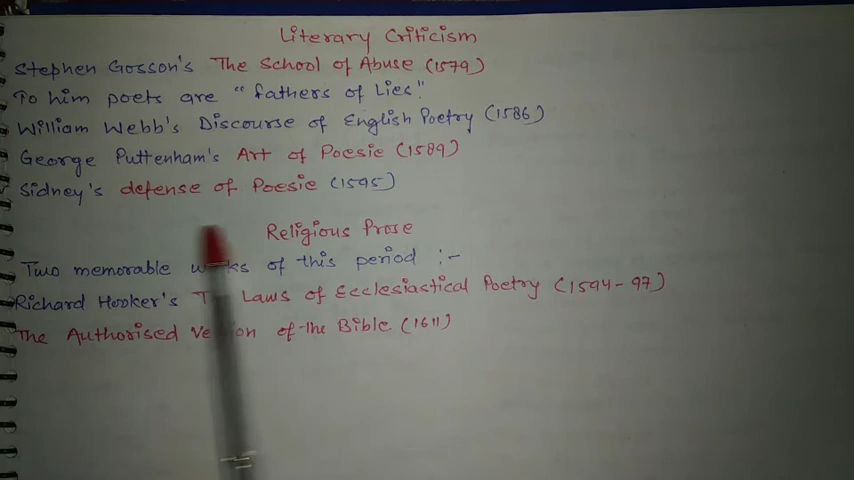 Literary Criticism
Stephen Gosson's The School of Abuse (1579)
To him poets are "fathers of Lies"
William Webb's Discourse of English Poetry (1586)
George Puttenham's Art of Poesie (1589)
Sidney's defense of Poesie (1595)
Religious Prose
Two memorable of this period :-
Richard Hooker's Laws of Ecclesiastical Poetry (1594-97)
The Authorised of the Bible (1611)